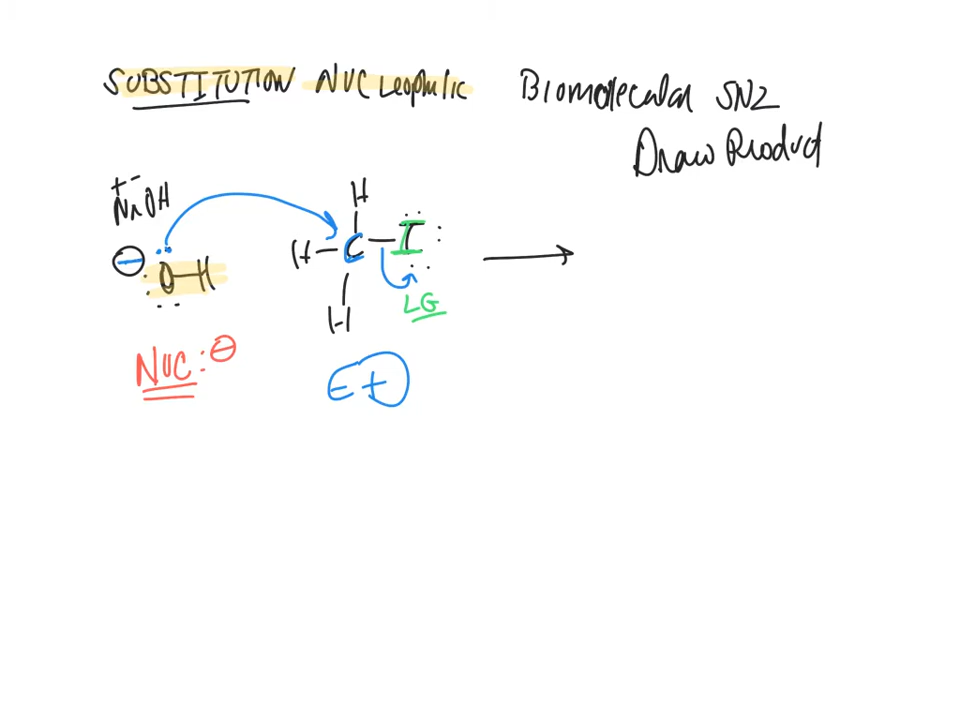 SUBSTITUTION NUCleophilic Biomolecular SN2
Draw Product
+ -
NaOH
H
H - C - I :
⊖ : O - H
LG
H
NUC: ⊖
E+